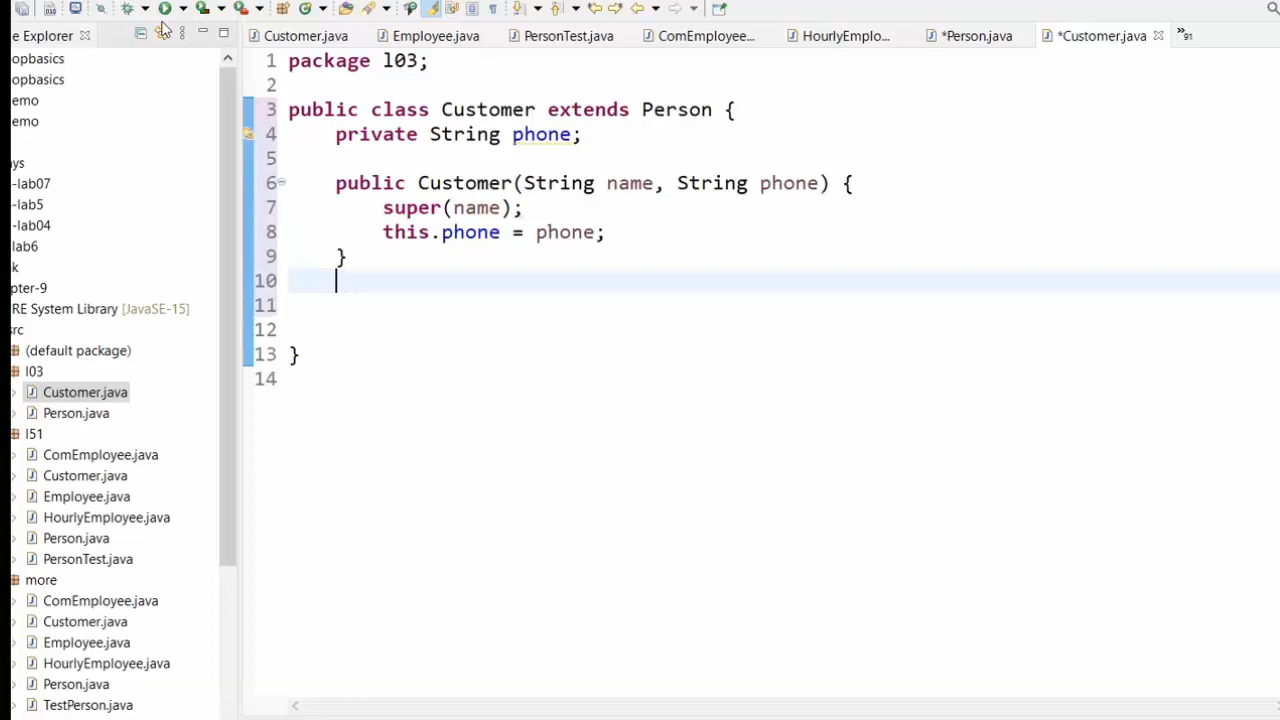 e Explorer
Customer.java
Employee.java
PersonTest.java
ComEmployee...
HourlyEmplo...
*Person.java
*Customer.java
91
opbasics
opbasics
emo
emo
ys
-lab07
-lab5
-lab04
lab6
k
pter-9
RE System Library [JavaSE-15]
rc
(default package)
l03
Customer.java
Person.java
l51
ComEmployee.java
Customer.java
Employee.java
HourlyEmployee.java
Person.java
PersonTest.java
more
ComEmployee.java
Customer.java
Employee.java
HourlyEmployee.java
Person.java
TestPerson.java
1 package l03;
2
3 public class Customer extends Person {
4 private String phone;
5
6 public Customer(String name, String phone) {
7 super(name);
8 this.phone = phone;
9 }
10
11
12
13 }
14